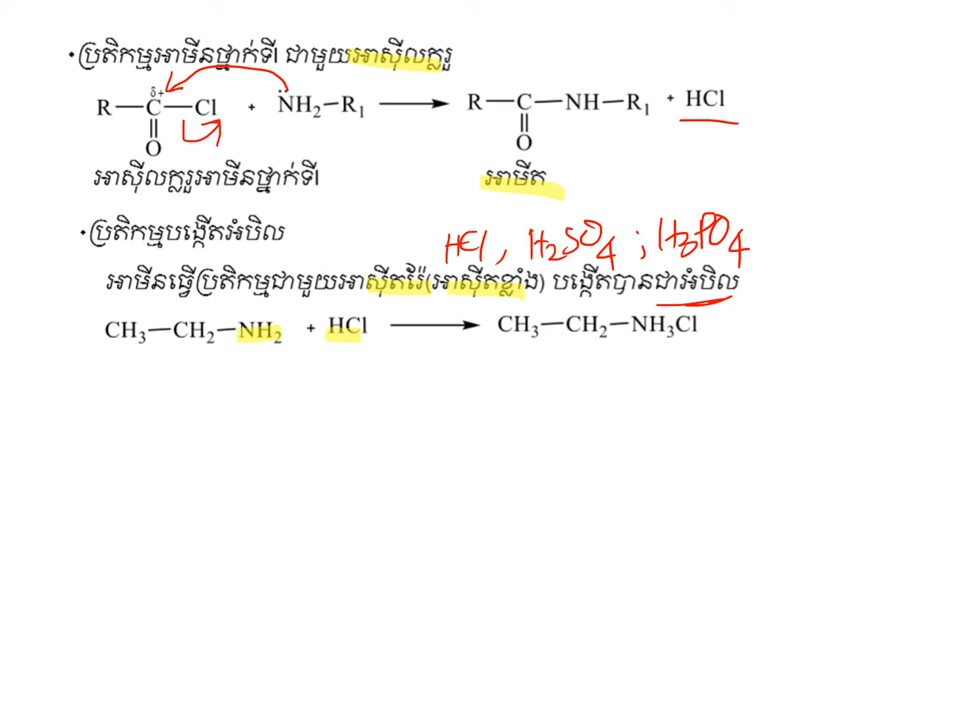 •ប្រតិកម្មអាមីនថ្នាក់ទីI ជាមួយអាស៊ីលក្លរួ
R—C—Cl + NH2—R1 ⟶ R—C—NH—R1 + HCl
δ+
O O
អាស៊ីលក្លរួអាមីនថ្នាក់ទីI អាមីត
•ប្រតិកម្មបង្កើតអំបិល
HCl, H2SO4 ; H3PO4
អាមីនធ្វើប្រតិកម្មជាមួយអាស៊ីតរ៉ែ(អាស៊ីតខ្លាំង) បង្កើតបានជាអំបិល
CH3—CH2—NH2 + HCl ⟶ CH3—CH2—NH3Cl